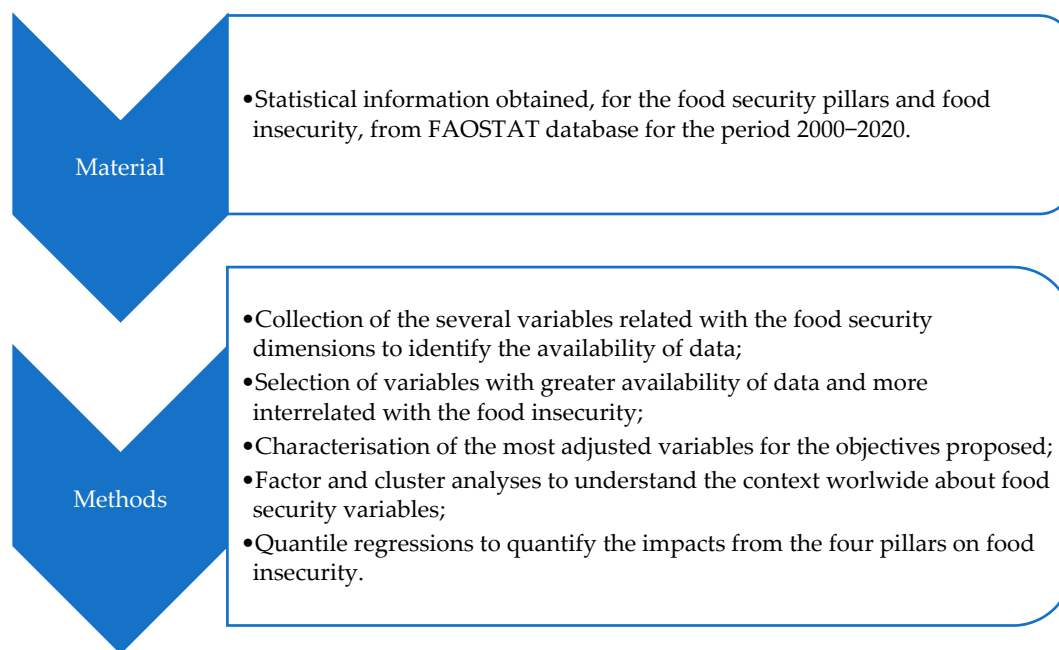 Material
•Statistical information obtained, for the food security pillars and food
insecurity, from FAOSTAT database for the period 2000−2020.
Methods
•Collection of the several variables related with the food security
dimensions to identify the availability of data;
•Selection of variables with greater availability of data and more
interrelated with the food insecurity;
•Characterisation of the most adjusted variables for the objectives proposed;
•Factor and cluster analyses to understand the context worlwide about food
security variables;
•Quantile regressions to quantify the impacts from the four pillars on food
insecurity.